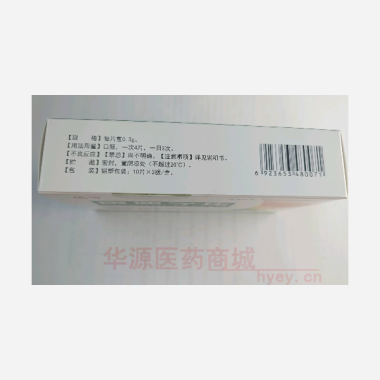 【规 格】每片重0.3g。
【用法用量】口服，一次4片，一日3次。
【不良反应】【禁忌】尚不明确。【注意事项】详见说明书。
【贮 藏】密封，置阴凉处（不超过20℃）。
【包 装】铝塑包装，10片×3板/盒。
6 923653 480071
华源医药商城
hyey.cn